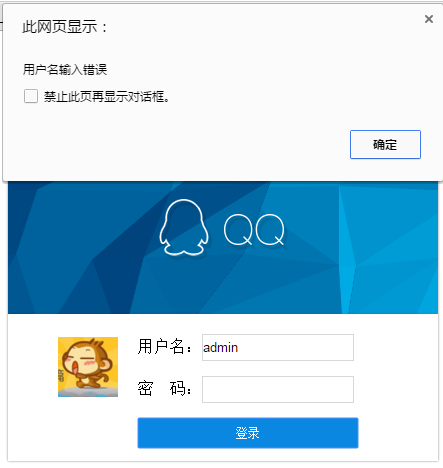 此网页显示：
用户名输入错误
禁止此页再显示对话框。
确定
QQ
用户名：admin
密 码：
登录